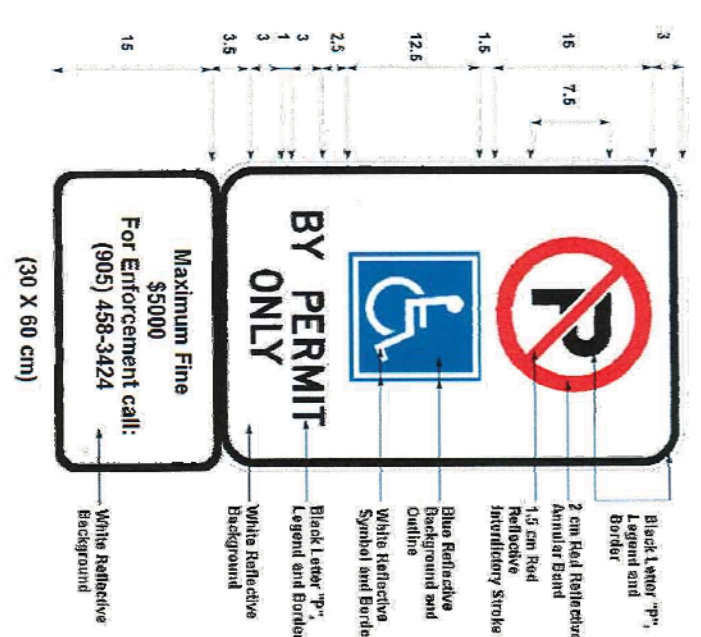 3
16
7.5
1.5
12.5
2.5
3
1
3
3.5
15
P
BY PERMIT
ONLY
Maximum Fine
$5000
For Enforcement call:
(905) 458-3424
(30 X 60 cm)
Black Letter "P",
Legend and
Border
2 cm Red Reflective
Annular Band
1.5 cm Red
Reflective
Interdictory Stroke
Blue Reflective
Background and
Outline
White Reflective
Symbol and Borde
Black Letter "P",
Legend and Border
White Reflective
Background
White Reflective
Background